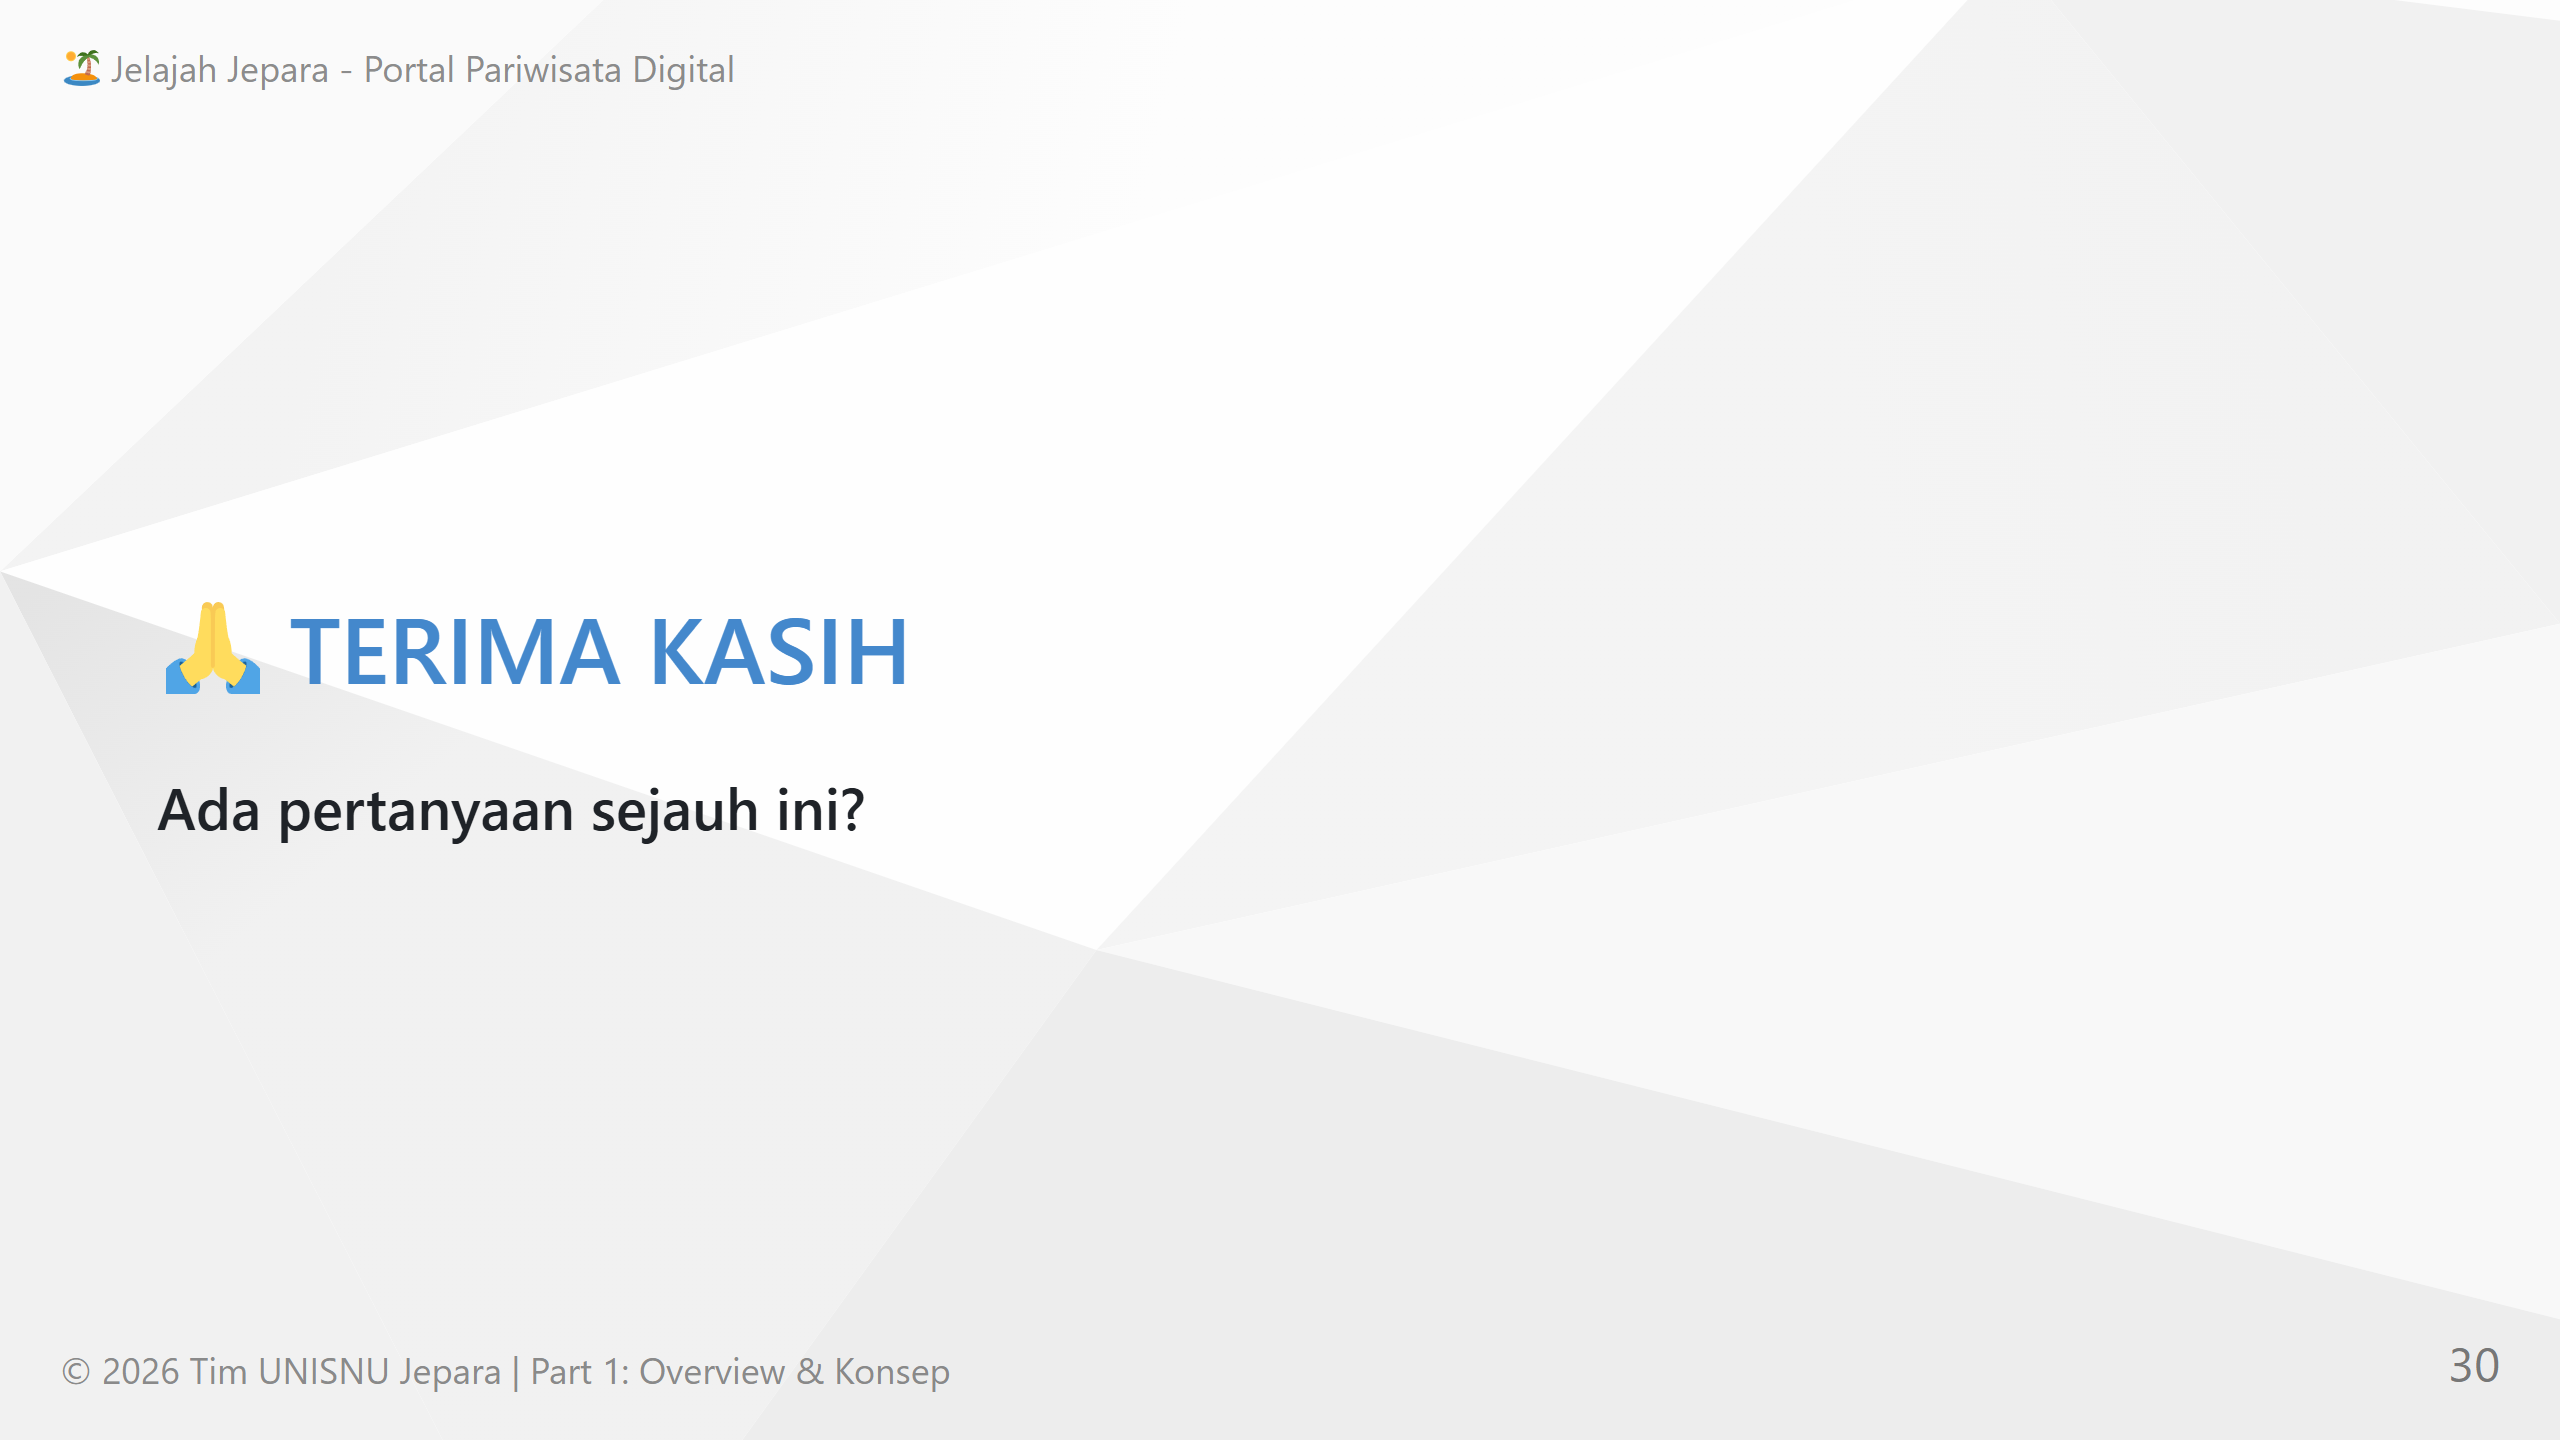 🏝️ Jelajah Jepara - Portal Pariwisata Digital
🙏 TERIMA KASIH
Ada pertanyaan sejauh ini?
© 2026 Tim UNISNU Jepara | Part 1: Overview & Konsep
30